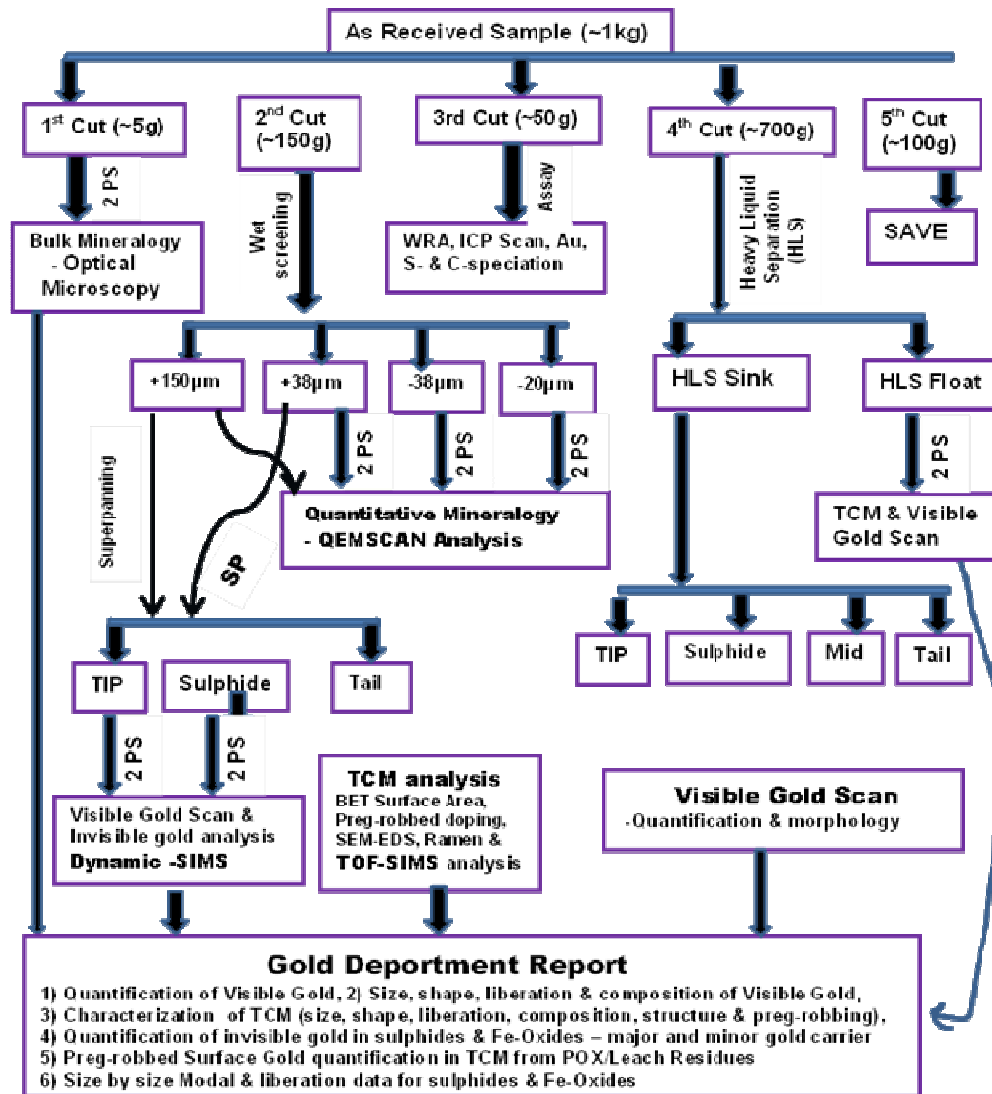 As Received Sample (~1kg)
1st Cut (~5g)
2nd Cut
(~150g)
3rd Cut (~50g)
4th Cut (~700g)
5th Cut
(~100g)
2 PS
Wet
screening
Assay
Heavy Liquid
Separation
(HLS)
Bulk Mineralogy
- Optical
Microscopy
WRA, ICP Scan, Au,
S- & C-speciation
SAVE
+150µm
+38µm
-38µm
-20µm
HLS Sink
HLS Float
Superpanning
SP
2 PS
2 PS
2 PS
2 PS
Quantitative Mineralogy
- QEMSCAN Analysis
TCM & Visible
Gold Scan
TIP
Sulphide
Tail
TIP
Sulphide
Mid
Tail
2 PS
2 PS
Visible Gold Scan &
Invisible gold analysis
Dynamic -SIMS
TCM analysis
BET Surface Area,
Preg-robbed doping,
SEM-EDS, Ramen &
TOF-SIMS analysis
Visible Gold Scan
-Quantification & morphology
Gold Department Report
1) Quantification of Visible Gold, 2) Size, shape, liberation & composition of Visible Gold,
3) Characterization of TCM (size, shape, liberation, composition, structure & preg-robbing),
4) Quantification of invisible gold in sulphides & Fe-Oxides – major and minor gold carrier
5) Preg-robbed Surface Gold quantification in TCM from POX/Leach Residues
6) Size by size Modal & liberation data for sulphides & Fe-Oxides